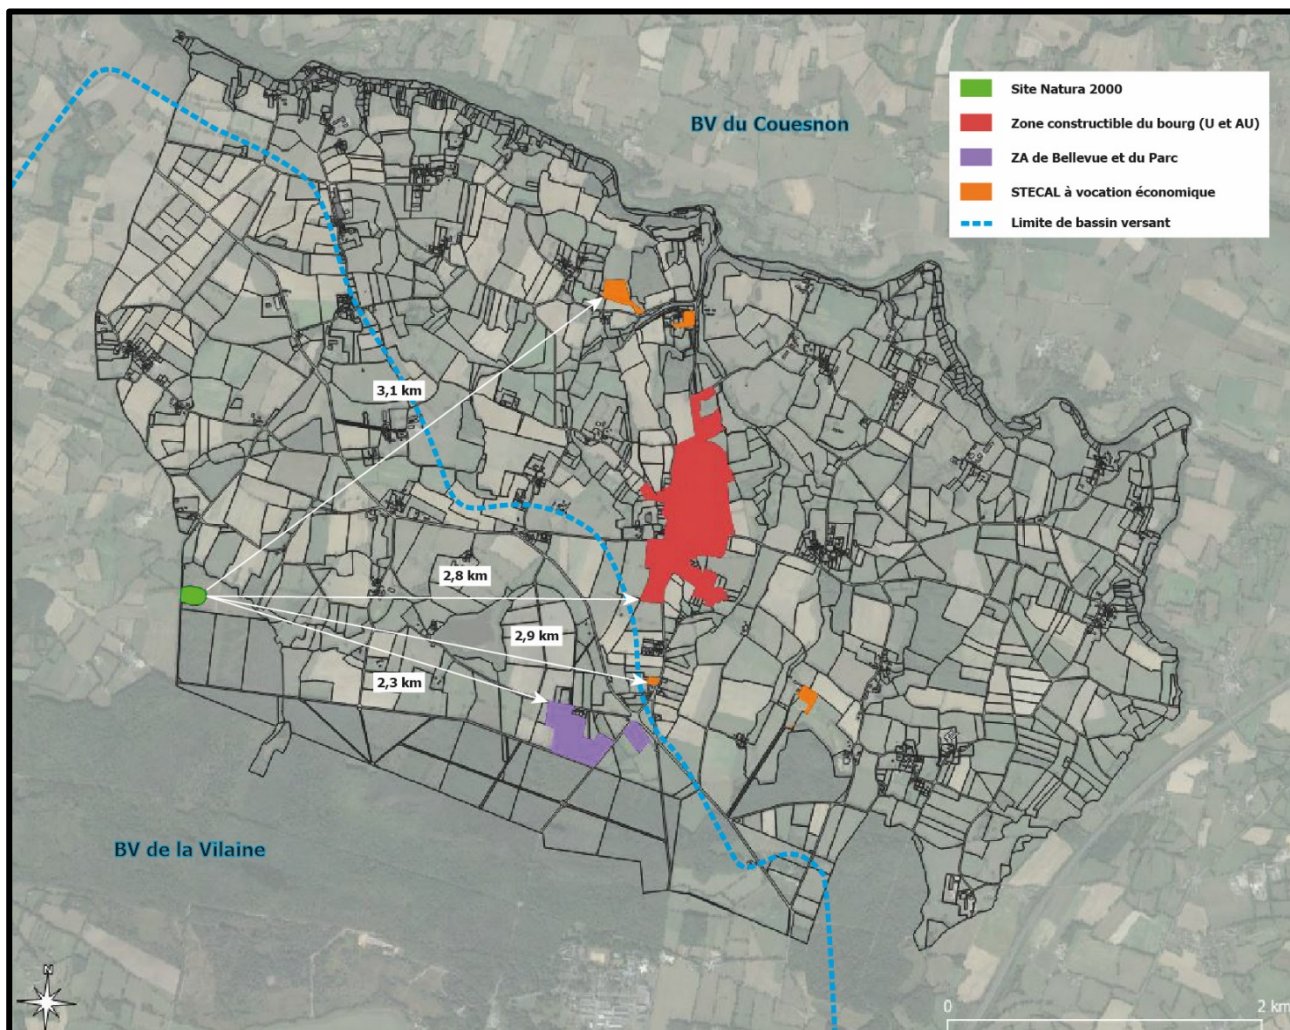 Site Natura 2000
BV du Couesnon
Zone constructible du bourg (U et AU)
ZA de Bellevue et du Parc
STECAL à vocation économique
Limite de bassin versant
3,1 km
2,8 km
2,9 km
2,3 km
BV de la Vilaine
N
0 2 km